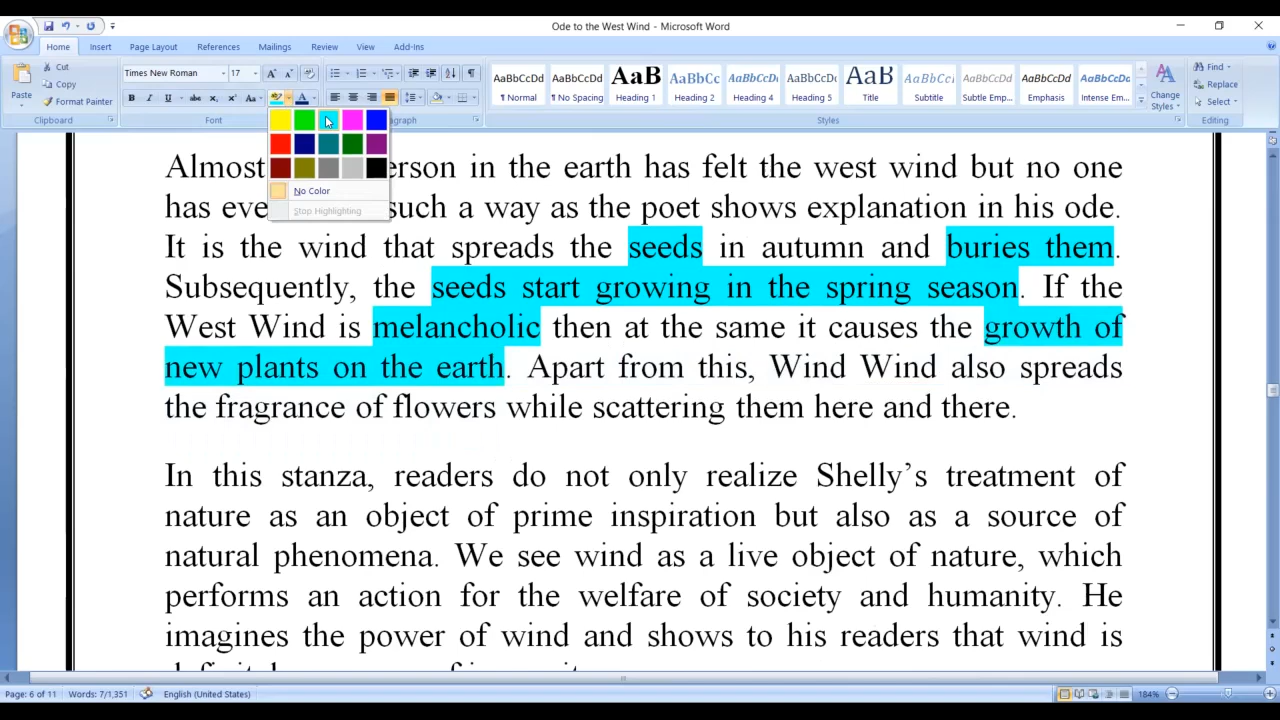 Ode to the West Wind - Microsoft Word
Home Insert Page Layout References Mailings Review View Add-Ins
Paste
Cut
Copy
Format Painter
Clipboard
Times New Roman 17
Font
Paragraph
AaBbCcDd AaBbCcDd AaB AaBbCc AaBbCcDd AaBbCcDd AaB AaBbCcDd AaBbCcDd AaBbCcDd AaBbCcDd
¶ Normal ¶ No Spacing Heading 1 Heading 2 Heading 4 Heading 5 Title Subtitle Subtle Emp... Emphasis Intense Em...
Change Styles
Styles
Find
Replace
Select
Editing
No Color
Stop Highlighting
Almost erson in the earth has felt the west wind but no one
has eve such a way as the poet shows explanation in his ode.
It is the wind that spreads the seeds in autumn and buries them.
Subsequently, the seeds start growing in the spring season. If the
West Wind is melancholic then at the same it causes the growth of
new plants on the earth. Apart from this, Wind Wind also spreads
the fragrance of flowers while scattering them here and there.
In this stanza, readers do not only realize Shelly’s treatment of
nature as an object of prime inspiration but also as a source of
natural phenomena. We see wind as a live object of nature, which
performs an action for the welfare of society and humanity. He
imagines the power of wind and shows to his readers that wind is
Page: 6 of 11 Words: 7/1,351 English (United States) 184%